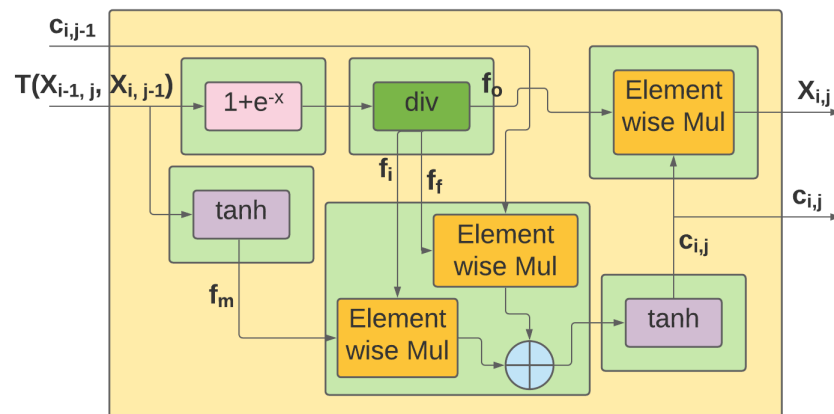 c_{i,j-1}
T(X_{i-1, j}, X_{i, j-1})
1+e^{-x}
div
f_o
Element
wise Mul
X_{i,j}
f_i
f_f
tanh
c_{i,j}
Element
wise Mul
c_{i,j}
f_m
Element
wise Mul
tanh